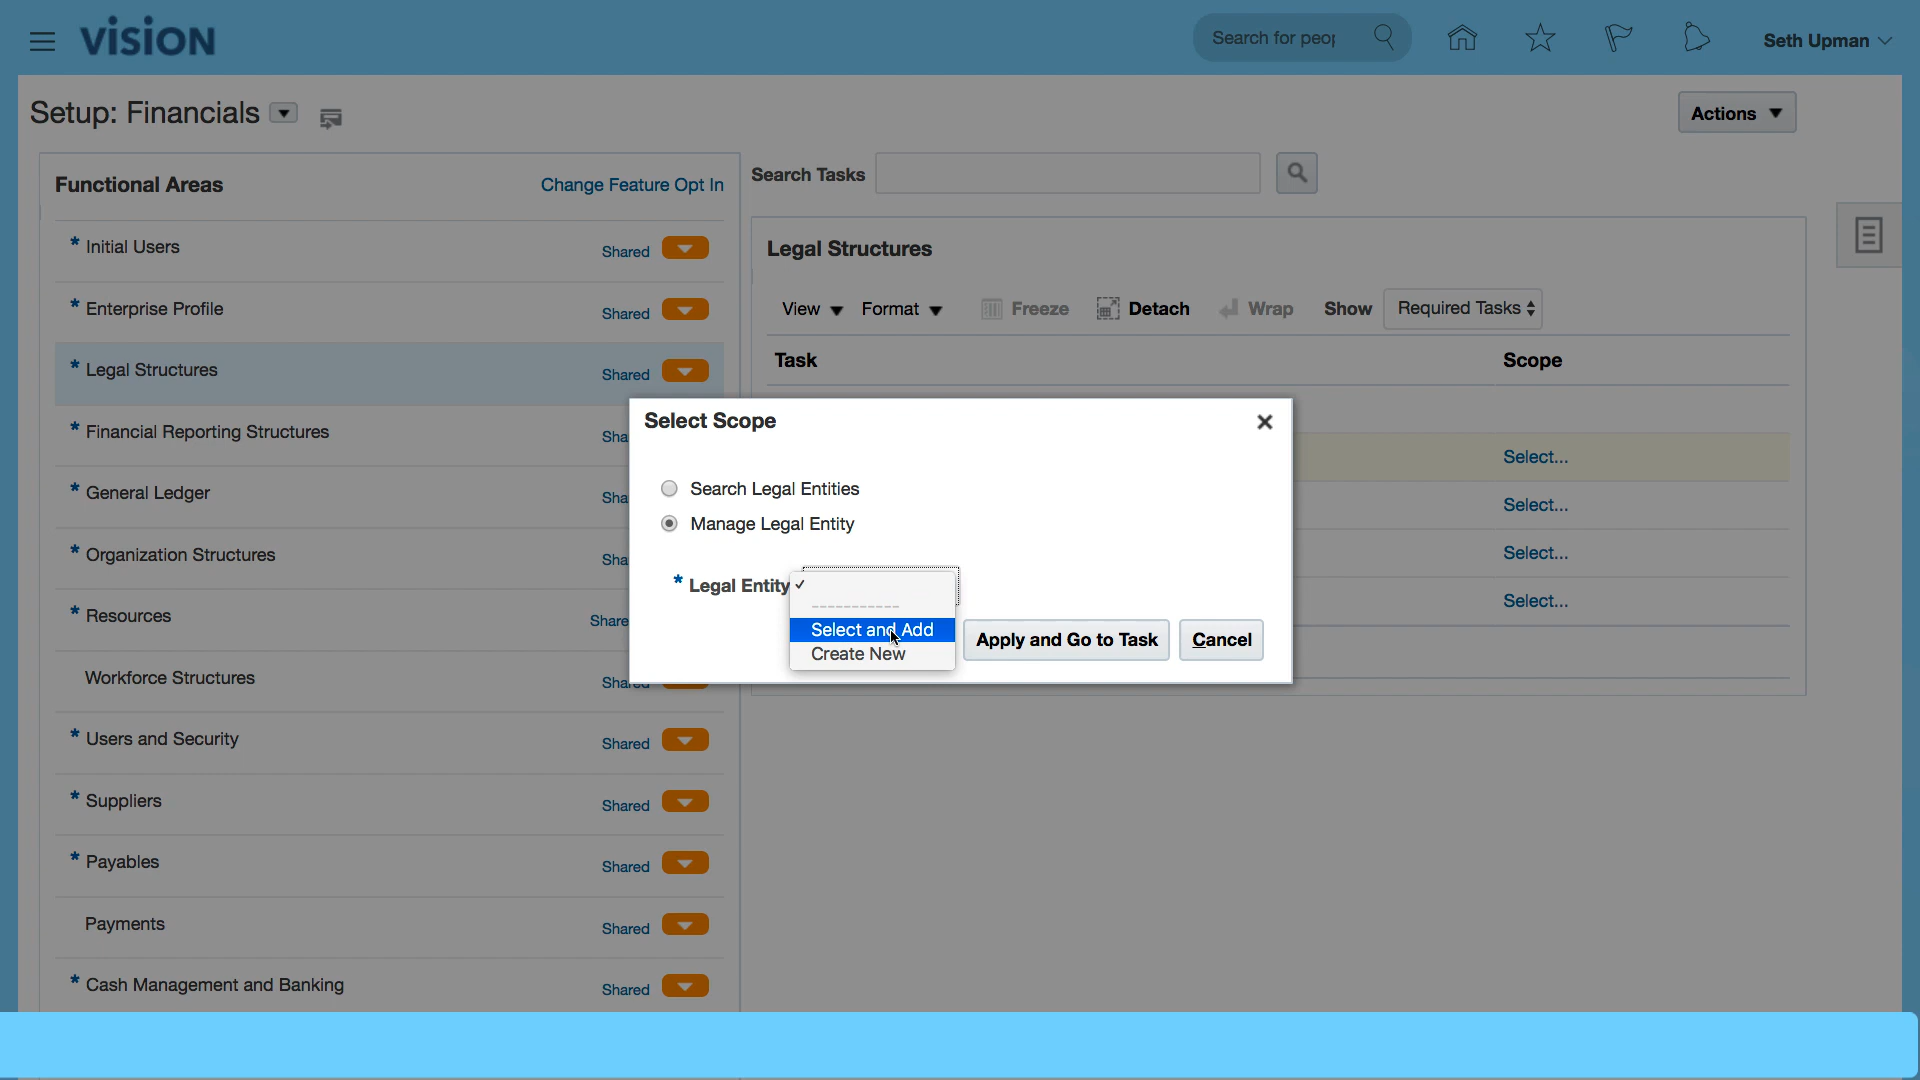 VISION
Search for peop
Seth Upman
Setup: Financials
Actions
Functional Areas
Change Feature Opt In
Search Tasks
* Initial Users
Shared
* Enterprise Profile
Shared
* Legal Structures
Shared
* Financial Reporting Structures
Sha
* General Ledger
Sha
* Organization Structures
Sha
* Resources
Share
Workforce Structures
Shared
* Users and Security
Shared
* Suppliers
Shared
* Payables
Shared
Payments
Shared
* Cash Management and Banking
Shared
Legal Structures
View
Format
Freeze
Detach
Wrap
Show
Required Tasks
Task
Scope
Select...
Select...
Select...
Select...
Select Scope
Search Legal Entities
Manage Legal Entity
* Legal Entity
-----------
Select and Add
Create New
Apply and Go to Task
Cancel